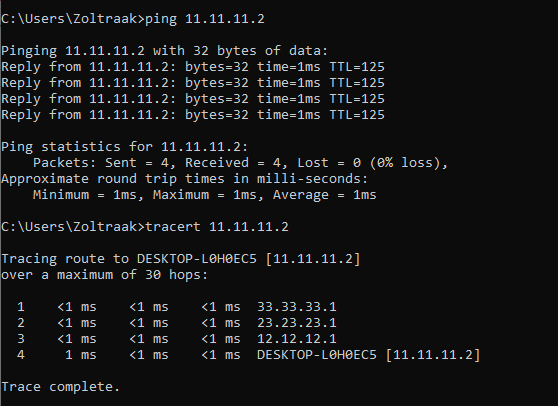 C:\Users\Zoltraak>ping 11.11.11.2
Pinging 11.11.11.2 with 32 bytes of data:
Reply from 11.11.11.2: bytes=32 time=1ms TTL=125
Reply from 11.11.11.2: bytes=32 time=1ms TTL=125
Reply from 11.11.11.2: bytes=32 time=1ms TTL=125
Reply from 11.11.11.2: bytes=32 time=1ms TTL=125
Ping statistics for 11.11.11.2:
    Packets: Sent = 4, Received = 4, Lost = 0 (0% loss),
Approximate round trip times in milli-seconds:
    Minimum = 1ms, Maximum = 1ms, Average = 1ms
C:\Users\Zoltraak>tracert 11.11.11.2
Tracing route to DESKTOP-L0H0EC5 [11.11.11.2]
over a maximum of 30 hops:
  1    <1 ms    <1 ms    <1 ms  33.33.33.1
  2    <1 ms    <1 ms    <1 ms  23.23.23.1
  3    <1 ms    <1 ms    <1 ms  12.12.12.1
  4     1 ms    <1 ms    <1 ms  DESKTOP-L0H0EC5 [11.11.11.2]
Trace complete.